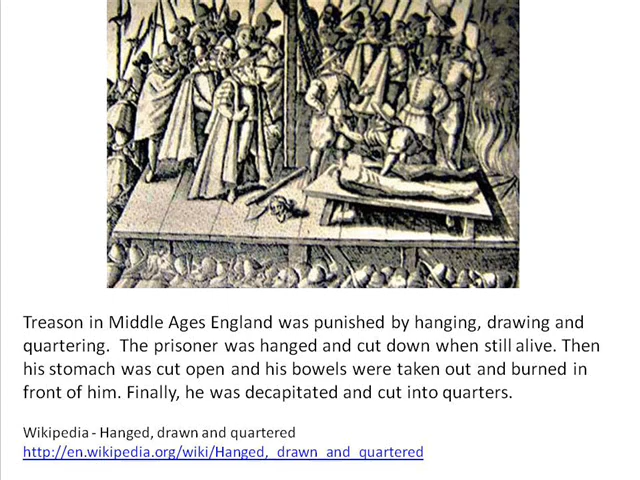 Treason in Middle Ages England was punished by hanging, drawing and
quartering.  The prisoner was hanged and cut down when still alive. Then
his stomach was cut open and his bowels were taken out and burned in
front of him. Finally, he was decapitated and cut into quarters.
Wikipedia - Hanged, drawn and quartered
http://en.wikipedia.org/wiki/Hanged,_drawn_and_quartered